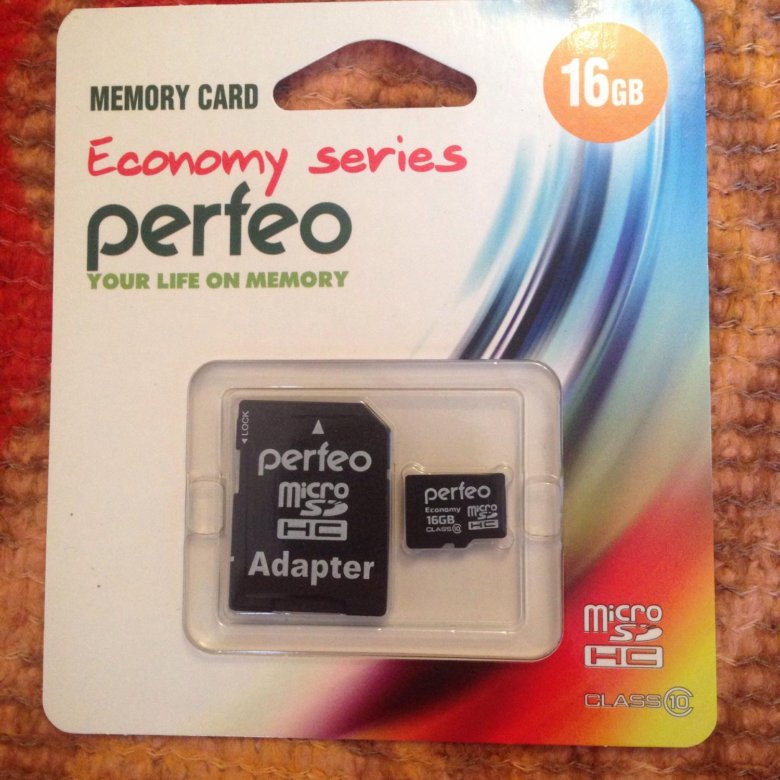 MEMORY CARD
16GB
Economy series
perfeo
YOUR LIFE ON MEMORY
◄LOCK
perfeo
Micro
SD
HC
Adapter
perfeo
Economy
16GB
CLASS 10
Micro
SD
HC
Micro
SD
HC
CLASS 10